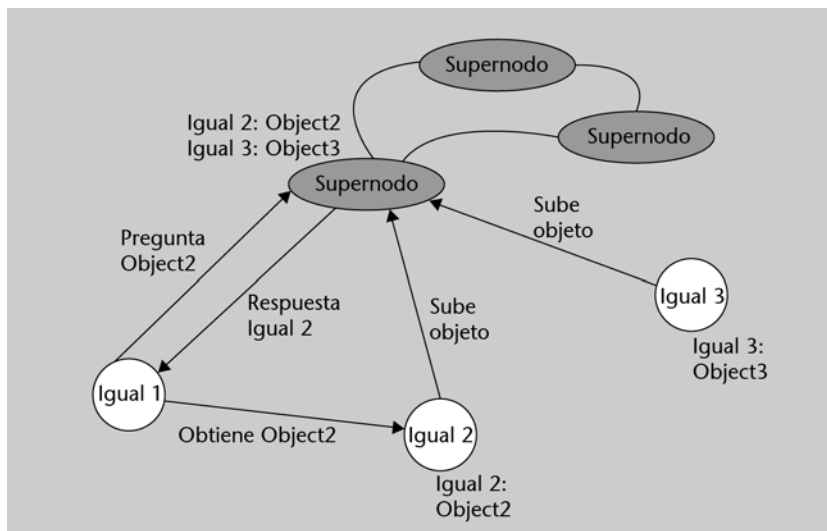 Supernodo
Supernodo
Igual 2: Object2
Igual 3: Object3
Supernodo
Pregunta
Object2
Sube
objeto
Respuesta
Igual 2
Sube
objeto
Igual 3
Igual 3:
Object3
Igual 1
Obtiene Object2
Igual 2
Igual 2:
Object2